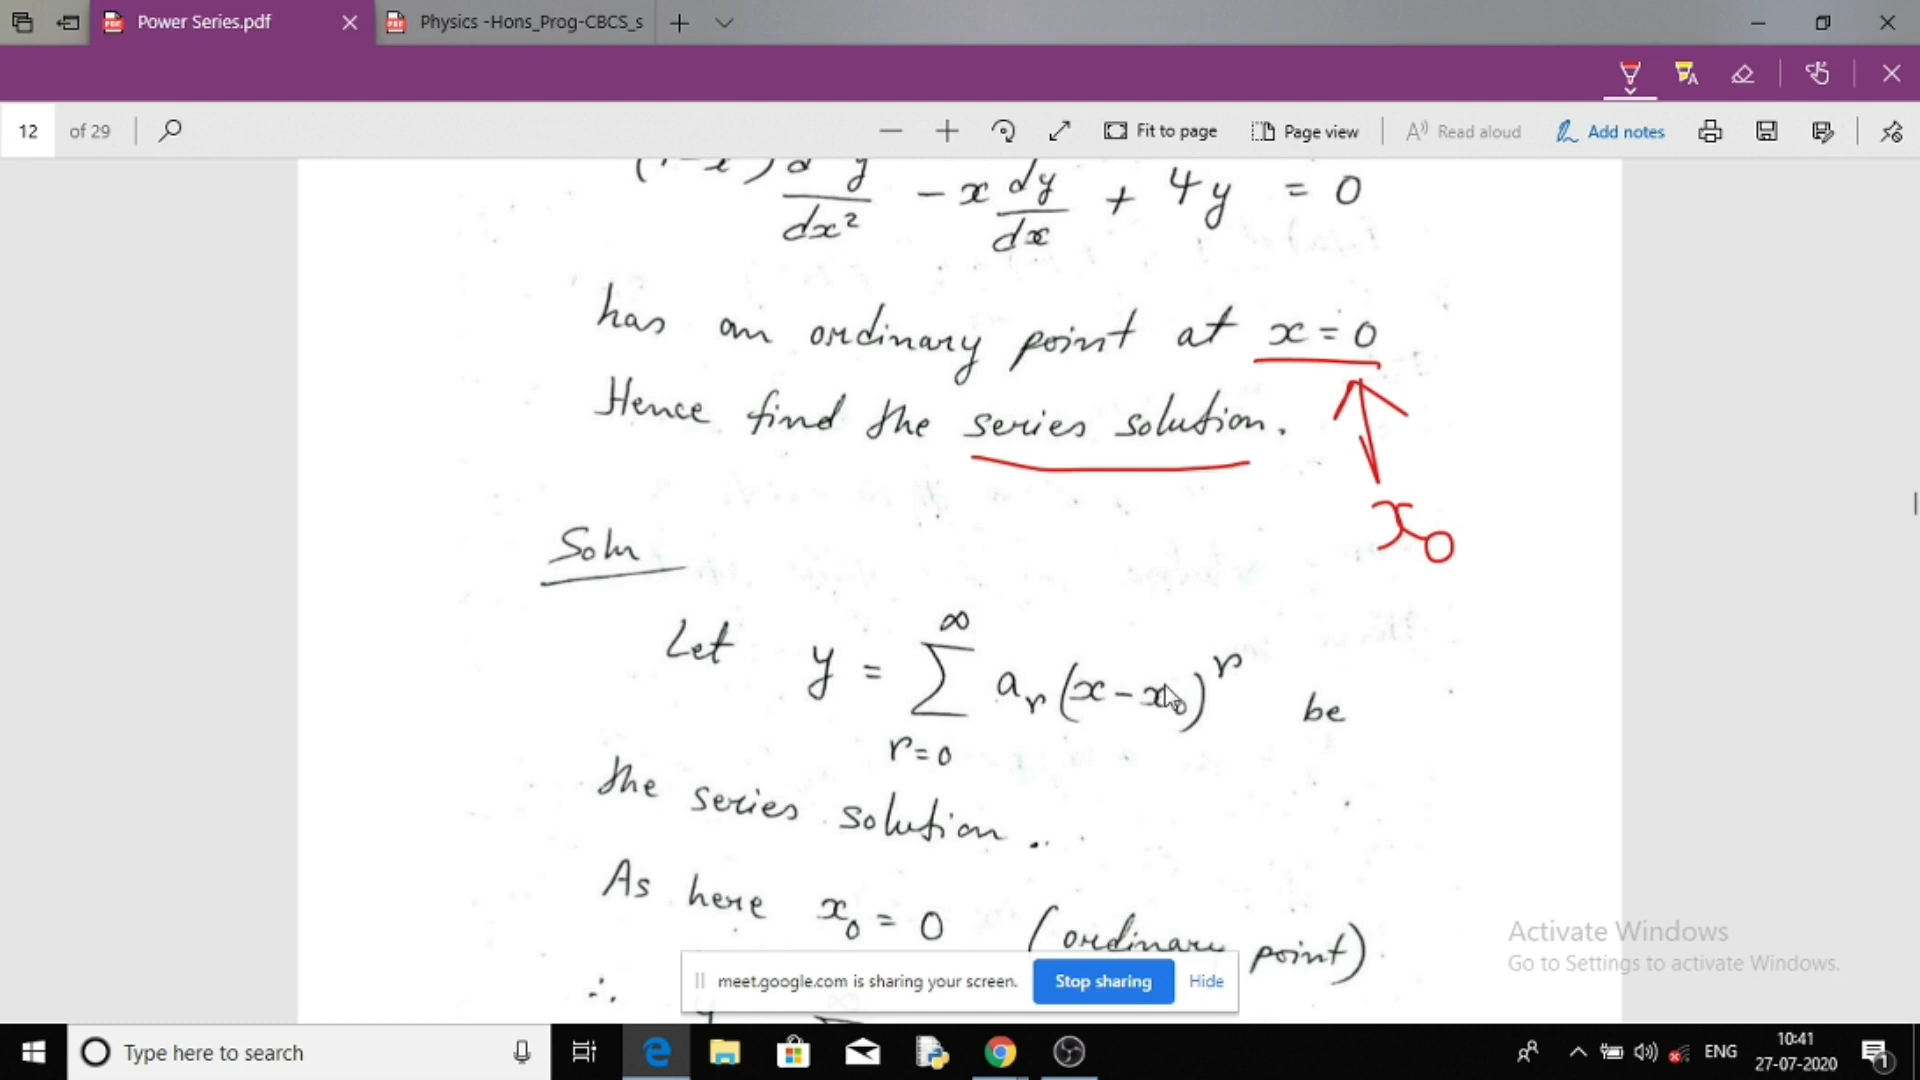 Power Series.pdf
Physics -Hons_Prog-CBCS_s
12 of 29
Fit to page
Page view
Read aloud
Add notes
d y / dx² - x dy/dx + 4y = 0
has an ordinary point at x = 0
Hence find the series solution.
x₀
Soln
Let y = ∑ r=0 ∞ aᵣ (x - x₀)ʳ be
the series solution.
As here x₀ = 0 (ordinary point)
∴
Activate Windows
Go to Settings to activate Windows.
meet.google.com is sharing your screen.
Stop sharing
Hide
Type here to search
ENG
10:41
27-07-2020
1